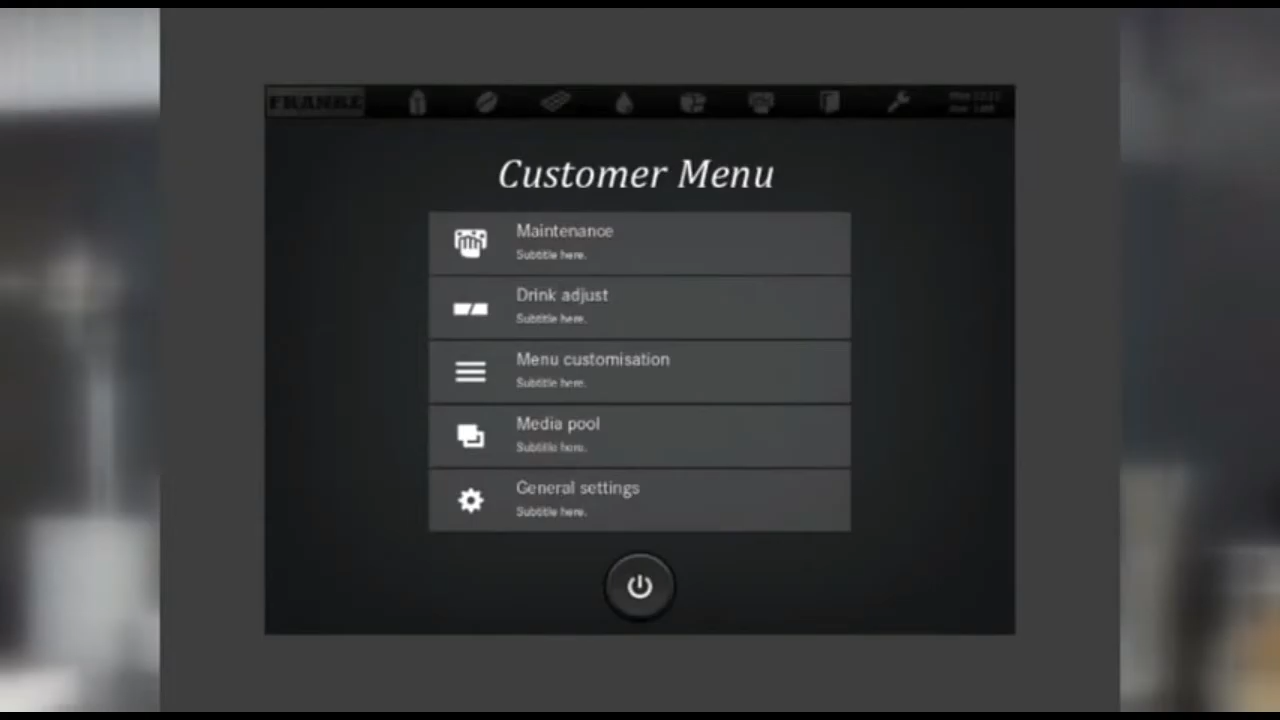 FRANKE
Customer Menu
Maintenance
Subtitle here.
Drink adjust
Subtitle here.
Menu customisation
Subtitle here.
Media pool
Subtitle here.
General settings
Subtitle here.